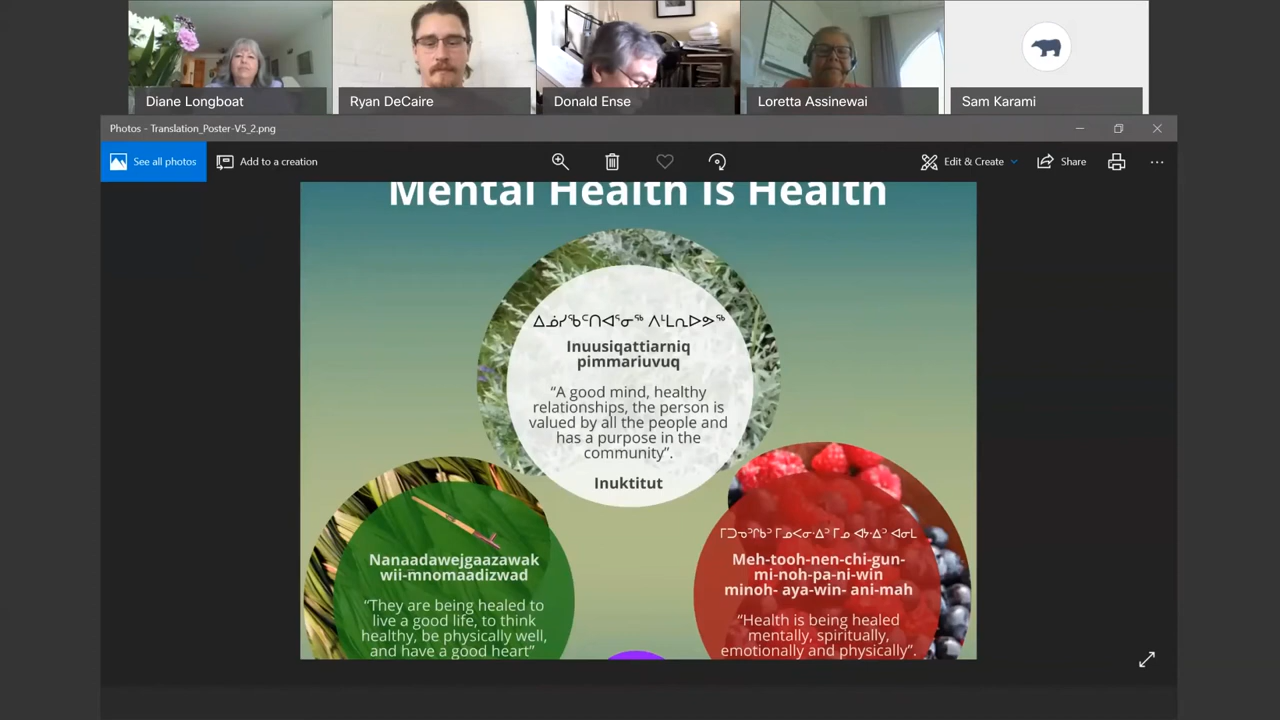 Diane Longboat
Ryan DeCaire
Donald Ense
Loretta Assinewai
Sam Karami
Photos - Translation_Poster-V5_2.png
See all photos
Add to a creation
Edit & Create
Share
Mental Health is Health
ᐃᓅᓯᖃᑦᑎᐊᕐᓂᖅ ᐱᒻᒪᕆᐅᕗᖅ
Inuusiqattiarniq
pimmariuvuq
“A good mind, healthy
relationships, the person is
valued by all the people and
has a purpose in the
community”.
Inuktitut
Nanaadawejgaazawak
wii-mnomaadizwad
“They are being healed to
live a good life, to think
healthy, be physically well,
and have a good heart”
Meh-tooh-nen-chi-gun-
mi-noh-pa-ni-win
minoh- aya-win- ani-mah
“Health is being healed
mentally, spiritually,
emotionally and physically”.